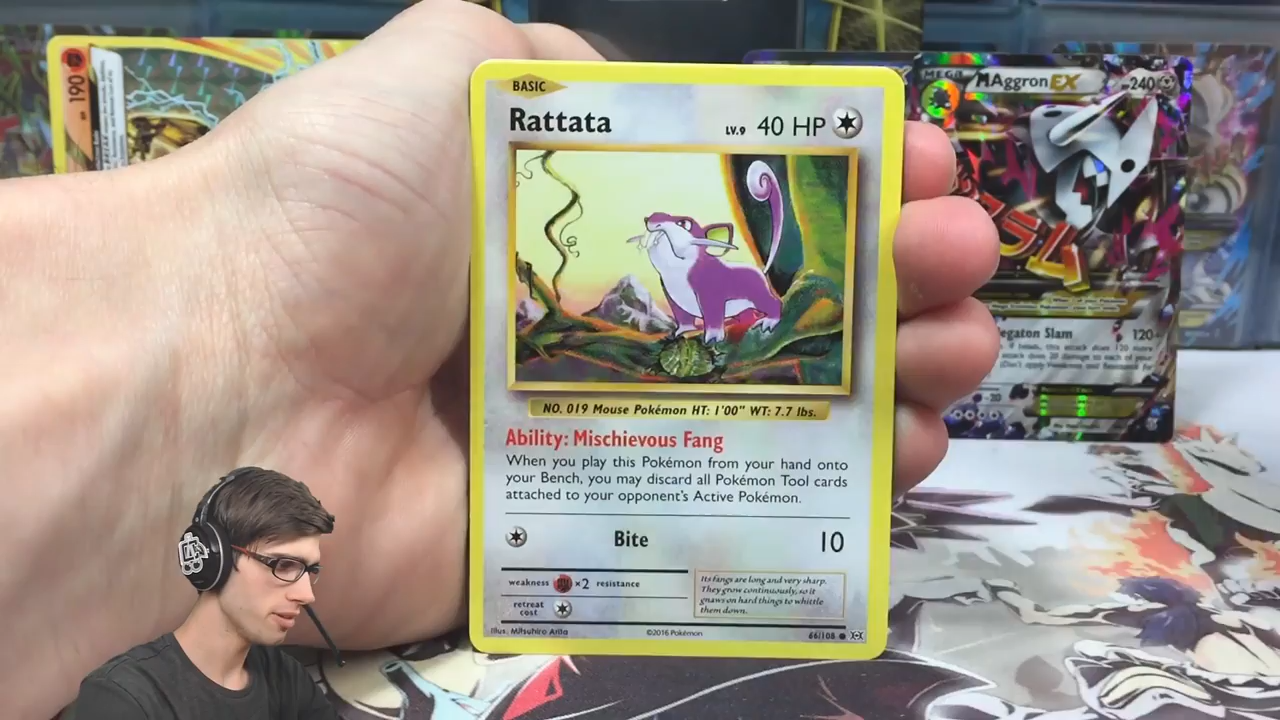 190
BASIC
Rattata LV.9 40 HP
NO. 019 Mouse Pokémon HT: 1'00" WT: 7.7 lbs.
Ability: Mischievous Fang
When you play this Pokémon from your hand onto
your Bench, you may discard all Pokémon Tool cards
attached to your opponent's Active Pokémon.
Bite 10
weakness ×2 resistance
retreat
cost
Its fangs are long and very sharp.
They grow continuously, so it
gnaws on hard things to whittle
them down.
Illus. Mitsuhiro Arita ©2016 Pokémon 66/108
MEGA
MAggronEX 240
egaton Slam 120
-20